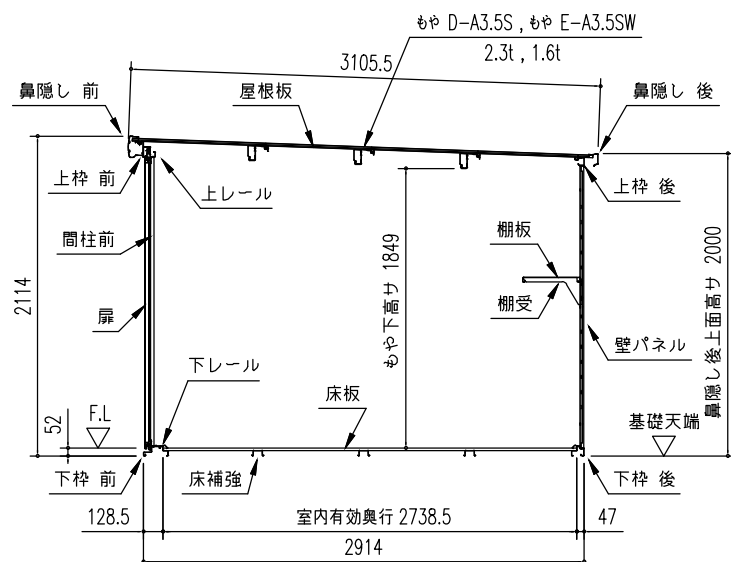 もや D-A3.5S , もや E-A3.5SW
2.3t , 1.6t
3105.5
鼻隠し 前
屋根板
鼻隠し 後
上枠 前
上レール
上枠 後
間柱前
棚板
棚受
もや下高サ 1849
鼻隠し後上面高サ 2000
2114
扉
壁パネル
下レール
床板
52
F.L
基礎天端
下枠 前
床補強
下枠 後
128.5
室内有効奥行 2738.5
47
2914